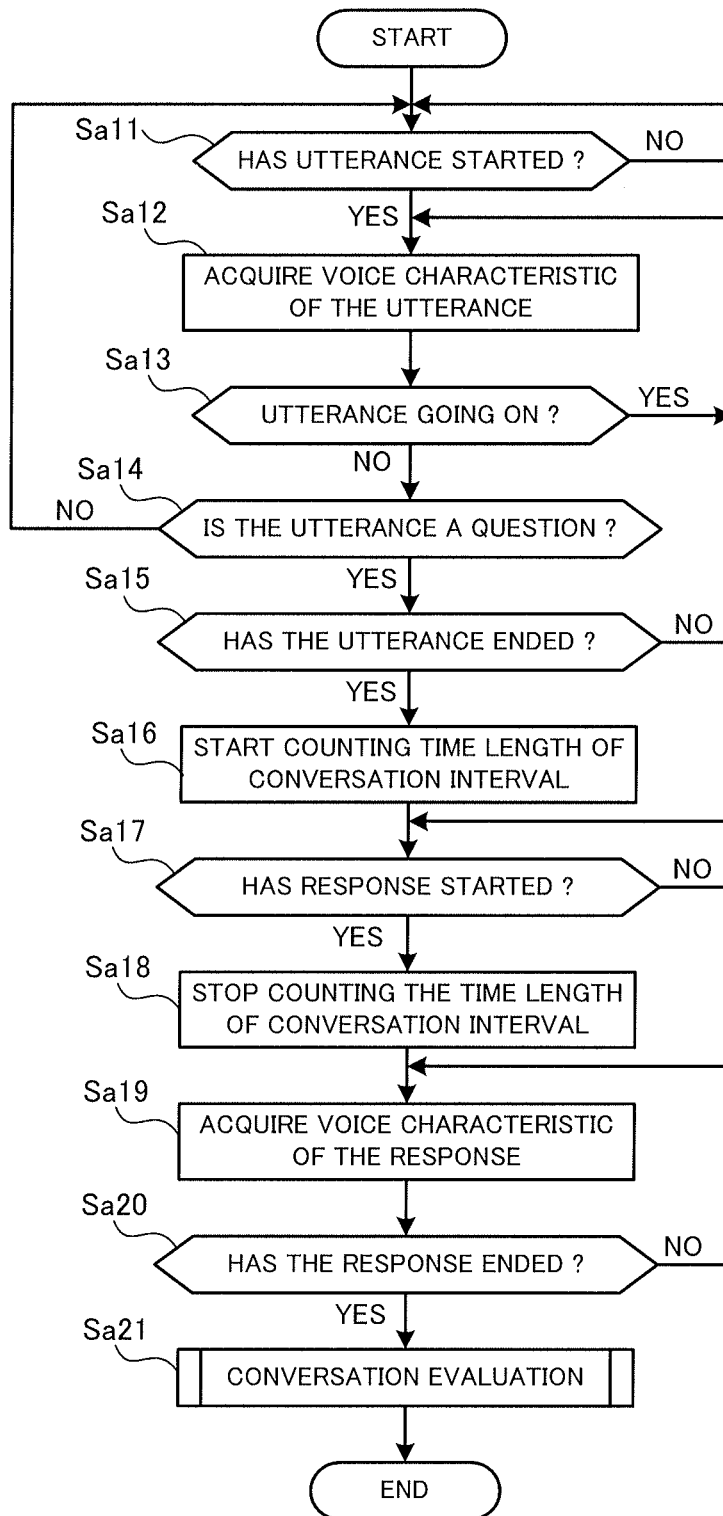 START
Sa11
HAS UTTERANCE STARTED ?
NO
YES
Sa12
ACQUIRE VOICE CHARACTERISTIC
OF THE UTTERANCE
Sa13
UTTERANCE GOING ON ?
YES
NO
Sa14
NO
IS THE UTTERANCE A QUESTION ?
YES
Sa15
HAS THE UTTERANCE ENDED ?
NO
YES
Sa16
START COUNTING TIME LENGTH OF
CONVERSATION INTERVAL
Sa17
HAS RESPONSE STARTED ?
NO
YES
Sa18
STOP COUNTING THE TIME LENGTH
OF CONVERSATION INTERVAL
Sa19
ACQUIRE VOICE CHARACTERISTIC
OF THE RESPONSE
Sa20
HAS THE RESPONSE ENDED ?
NO
YES
Sa21
CONVERSATION EVALUATION
END